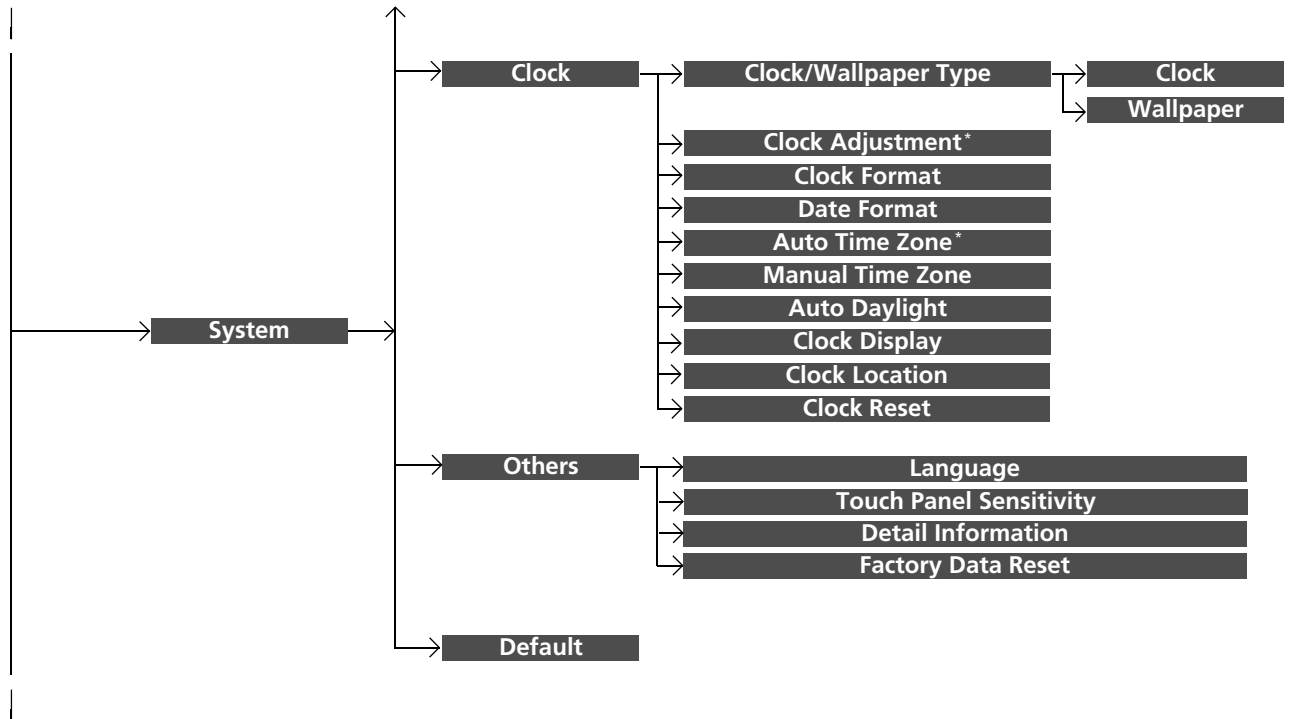 Clock
Clock/Wallpaper Type
Clock
Wallpaper
Clock Adjustment*
Clock Format
Date Format
Auto Time Zone*
Manual Time Zone
Auto Daylight
System
Clock Display
Clock Location
Clock Reset
Others
Language
Touch Panel Sensitivity
Detail Information
Factory Data Reset
Default